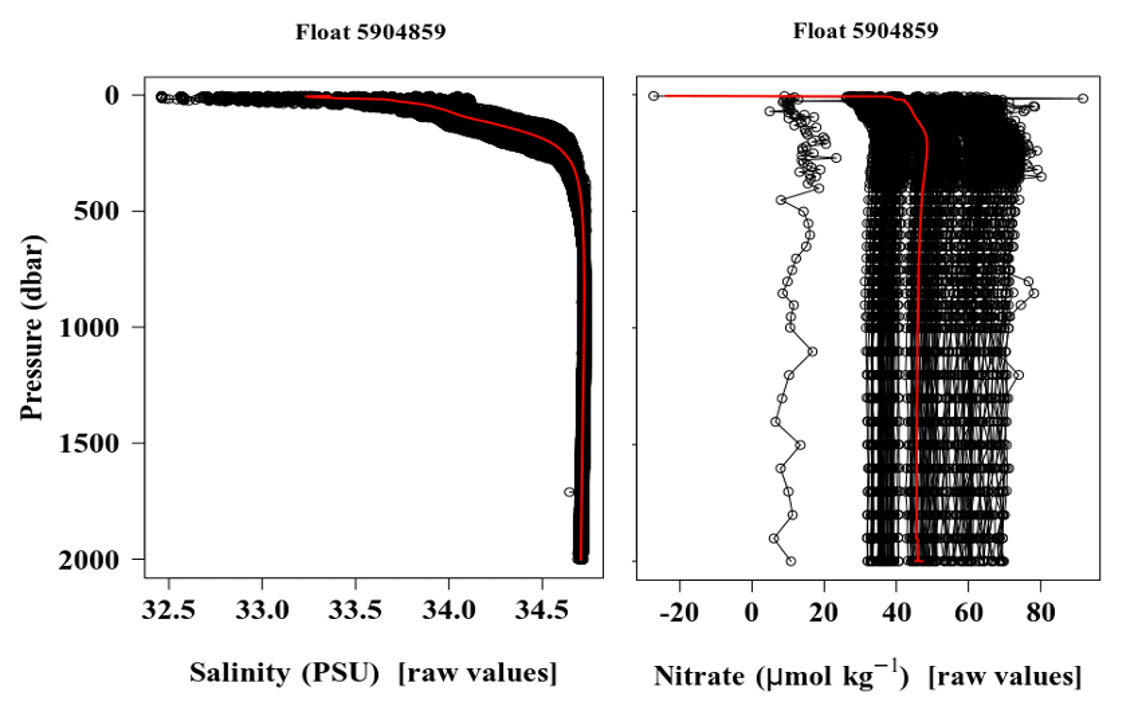 Float 5904859
Float 5904859
0
500
1000
1500
2000
Pressure (dbar)
32.5 33.0 33.5 34.0 34.5
-20 0 20 40 60 80
Salinity (PSU) [raw values]
Nitrate (μmol kg⁻¹) [raw values]